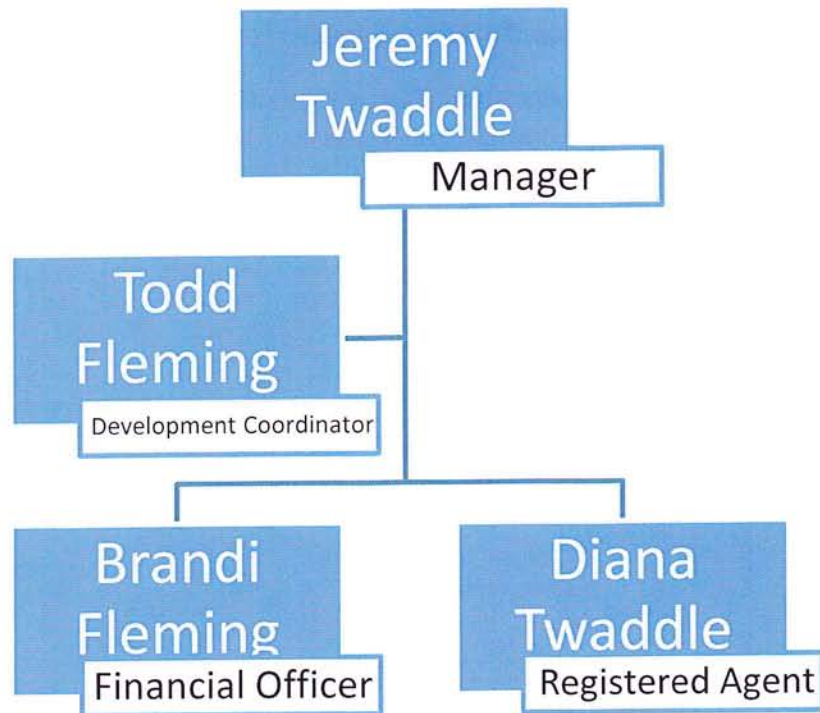 Jeremy
Twaddle
Manager
Todd
Fleming
Development Coordinator
Brandi
Fleming
Financial Officer
Diana
Twaddle
Registered Agent